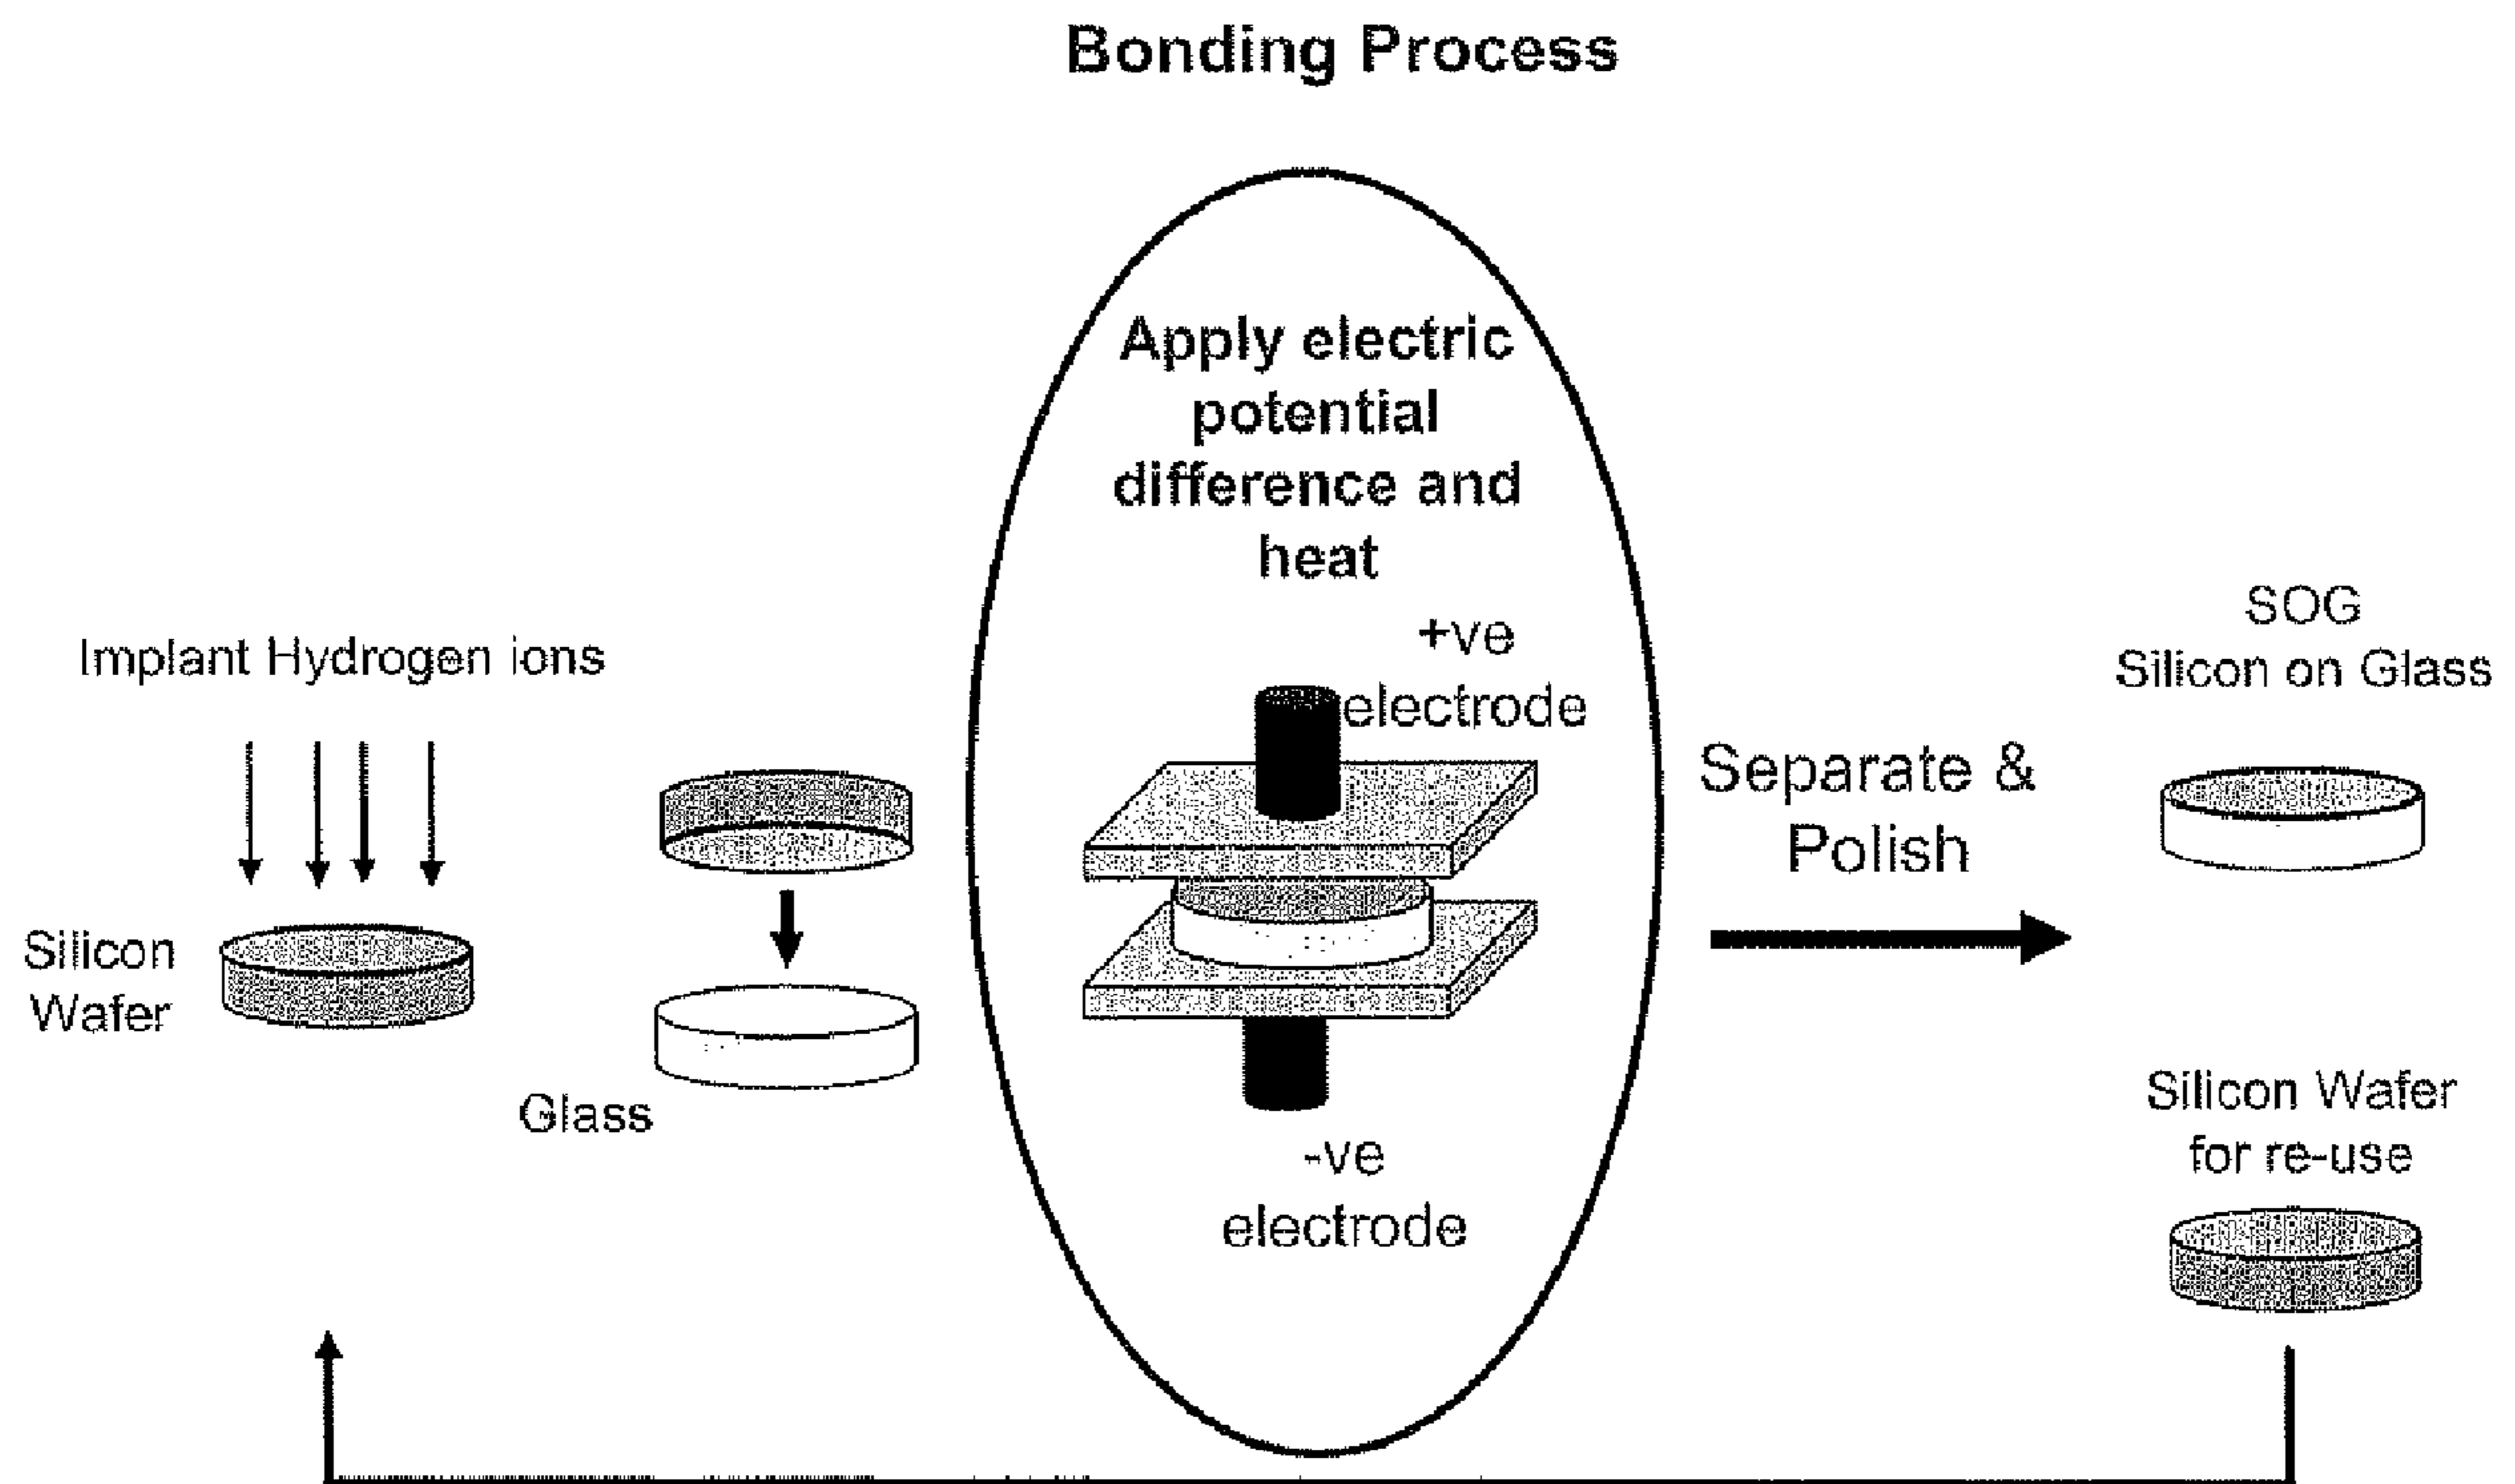 Bonding Process
Implant Hydrogen ions
Silicon
Wafer
Glass
Apply electric
potential
difference and
heat
+ve
electrode
-ve
electrode
Separate &
Polish
SOG
Silicon on Glass
Silicon Wafer
for re-use